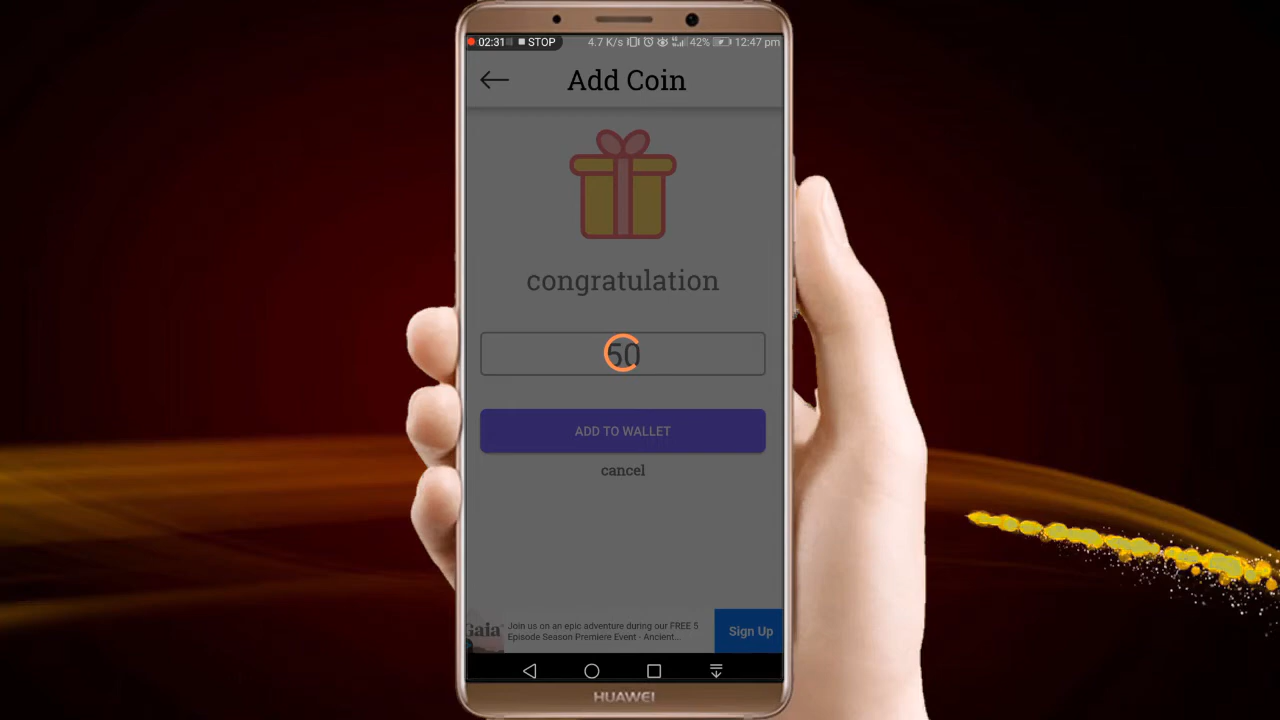 02:31 STOP 4.7 K/s 42% 12:47 pm
Add Coin
congratulation
50
ADD TO WALLET
cancel
Gaia
Join us on an epic adventure during our FREE 5
Episode Season Premiere Event - Ancient...
Sign Up
HUAWEI